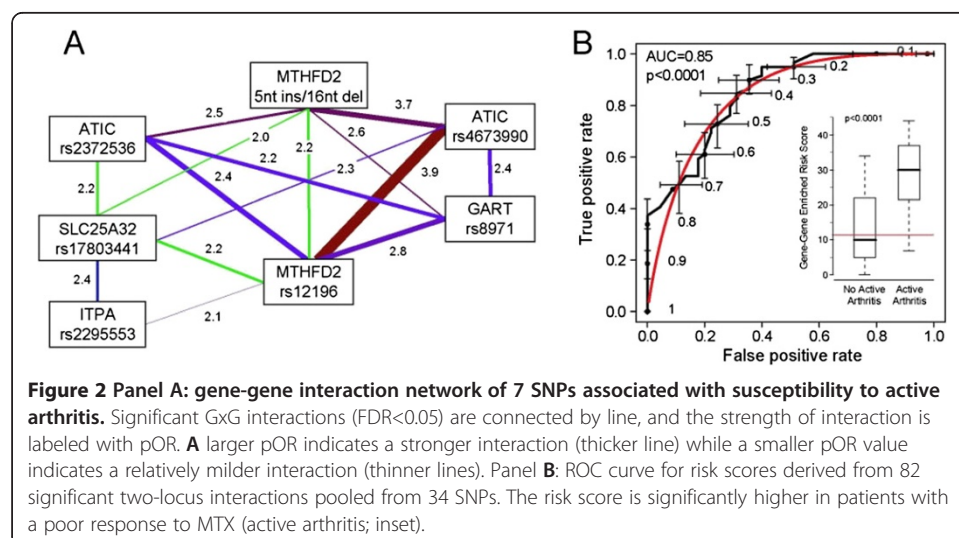 A
MTHFD2
5nt ins/16nt del
ATIC
rs2372536
ATIC
rs4673990
SLC25A32
rs17803441
GART
rs8971
MTHFD2
rs12196
ITPA
rs2295553
2.5
3.7
2.0
2.6
2.2
2.2
2.3
2.4
3.9
2.4
2.2
2.2
2.8
2.4
2.1
B
AUC=0.85
p<0.0001
True positive rate
1.0
0.8
0.6
0.4
0.2
0.0
0.0
0.2
0.4
0.6
0.8
1.0
False positive rate
0.1
0.2
0.3
0.4
0.5
0.6
0.7
0.8
0.9
1
p<0.0001
Gene-Gene Enriched Risk Score
40
30
20
10
0
No Active
Arthritis
Active
Arthritis
Figure 2 Panel A: gene-gene interaction network of 7 SNPs associated with susceptibility to active
arthritis. Significant GxG interactions (FDR<0.05) are connected by line, and the strength of interaction is
labeled with pOR. A larger pOR indicates a stronger interaction (thicker line) while a smaller pOR value
indicates a relatively milder interaction (thinner lines). Panel B: ROC curve for risk scores derived from 82
significant two-locus interactions pooled from 34 SNPs. The risk score is significantly higher in patients with
a poor response to MTX (active arthritis; inset).